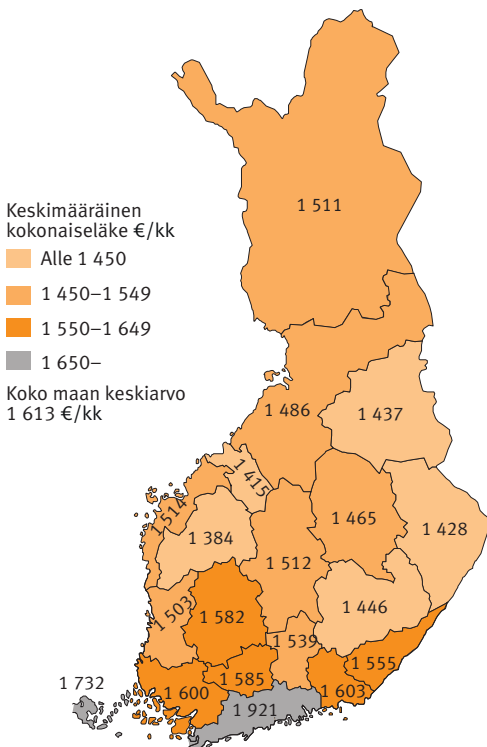 1 511
Keskimääräinen
kokonaiseläke €/kk
Alle 1 450
1 450–1 549
1 550–1 649
1 650–
Koko maan keskiarvo
1 613 €/kk
1 486
1 437
1 415
1 514
1 465
1 428
1 384
1 512
1 503
1 446
1 582
1 539
1 555
1 732
1 585
1 600
1 603
1 921